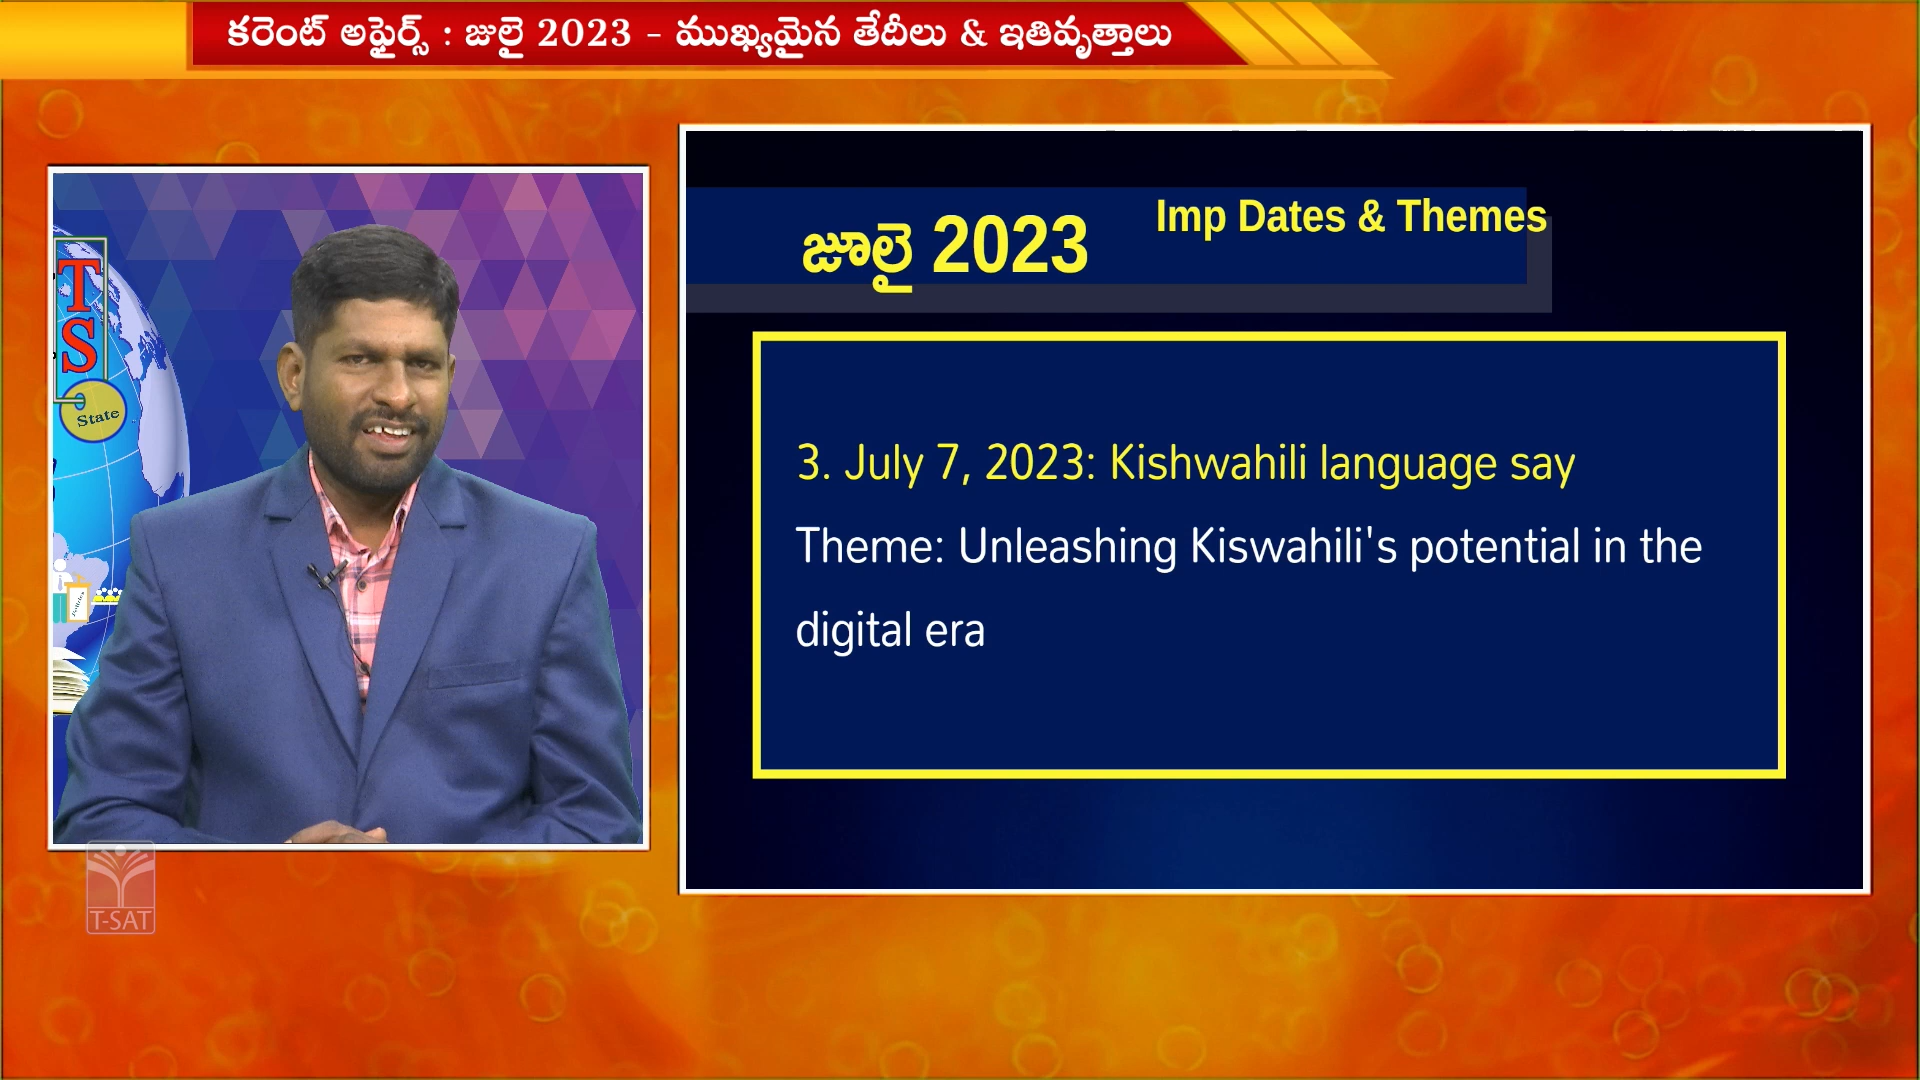 కరెంట్ అఫైర్స్ : జులై 2023 - ముఖ్యమైన తేదీలు & ఇతివృత్తాలు
జూలై 2023
Imp Dates & Themes
3. July 7, 2023: Kishwahili language say
Theme: Unleashing Kiswahili's potential in the
digital era
T
S
State
T-SAT